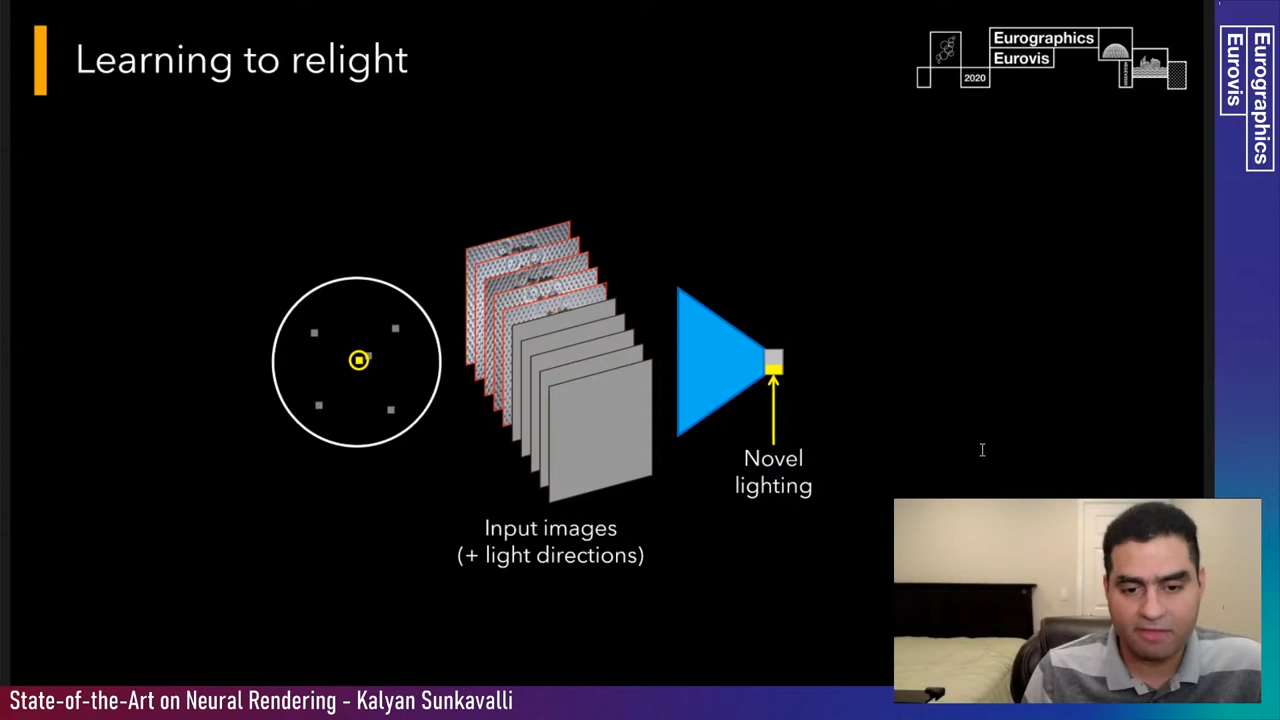 Learning to relight
Eurographics
Eurovis
2020
Eurographics
Eurovis
Novel
lighting
Input images
(+ light directions)
State-of-the-Art on Neural Rendering - Kalyan Sunkavalli